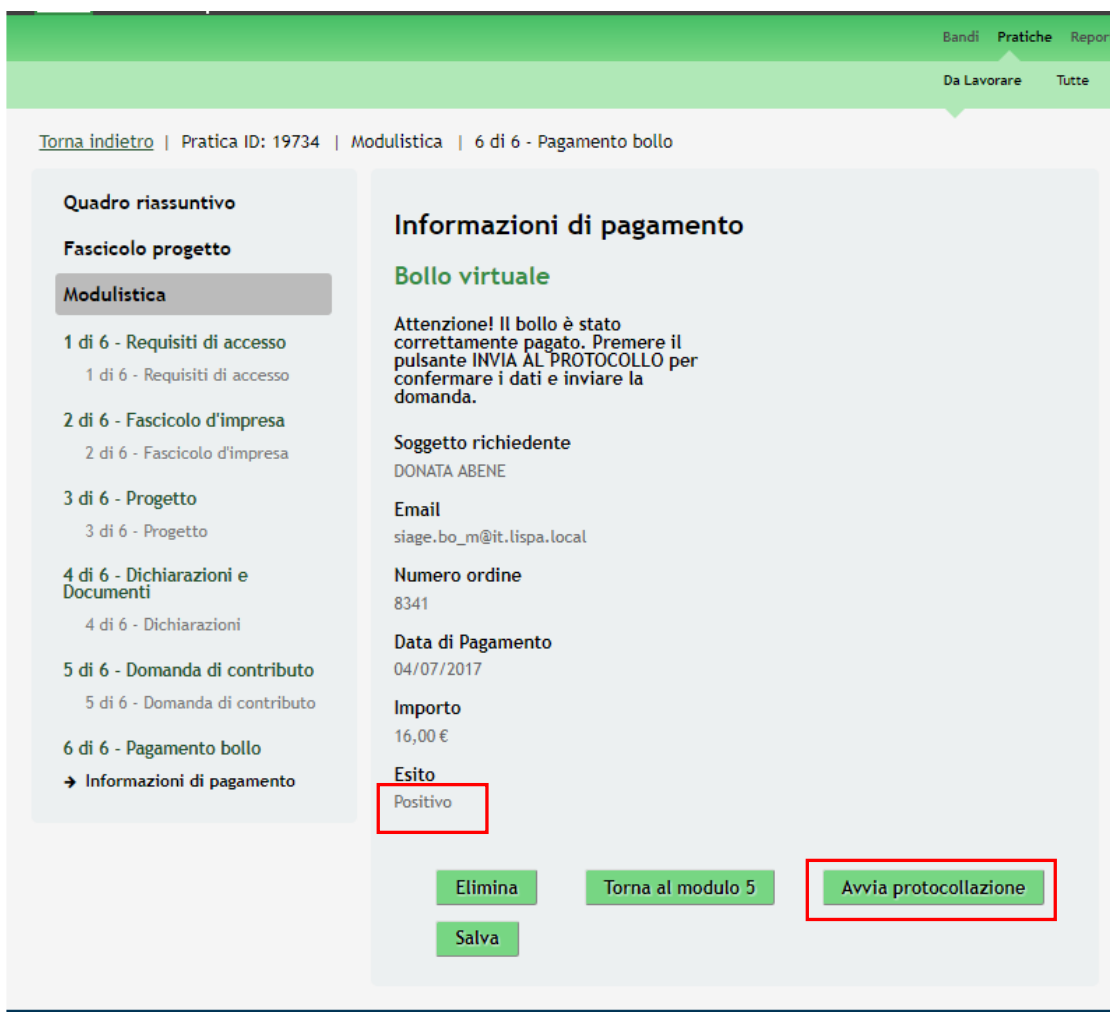 Bandi Pratiche Repor
Da Lavorare Tutte
Torna indietro | Pratica ID: 19734 | Modulistica | 6 di 6 - Pagamento bollo
Quadro riassuntivo
Fascicolo progetto
Modulistica
1 di 6 - Requisiti di accesso
1 di 6 - Requisiti di accesso
2 di 6 - Fascicolo d'impresa
2 di 6 - Fascicolo d'impresa
3 di 6 - Progetto
3 di 6 - Progetto
4 di 6 - Dichiarazioni e
Documenti
4 di 6 - Dichiarazioni
5 di 6 - Domanda di contributo
5 di 6 - Domanda di contributo
6 di 6 - Pagamento bollo
→ Informazioni di pagamento
Informazioni di pagamento
Bollo virtuale
Attenzione! Il bollo è stato
correttamente pagato. Premere il
pulsante INVIA AL PROTOCOLLO per
confermare i dati e inviare la
domanda.
Soggetto richiedente
DONATA ABENE
Email
siage.bo_m@it.lispa.local
Numero ordine
8341
Data di Pagamento
04/07/2017
Importo
16,00 €
Esito
Positivo
Elimina Torna al modulo 5 Avvia protocollazione
Salva